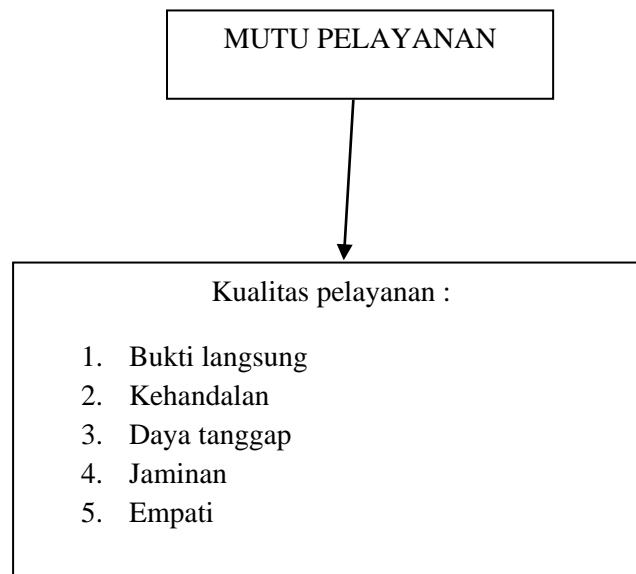 MUTU PELAYANAN
Kualitas pelayanan :
1. Bukti langsung
2. Kehandalan
3. Daya tanggap
4. Jaminan
5. Empati